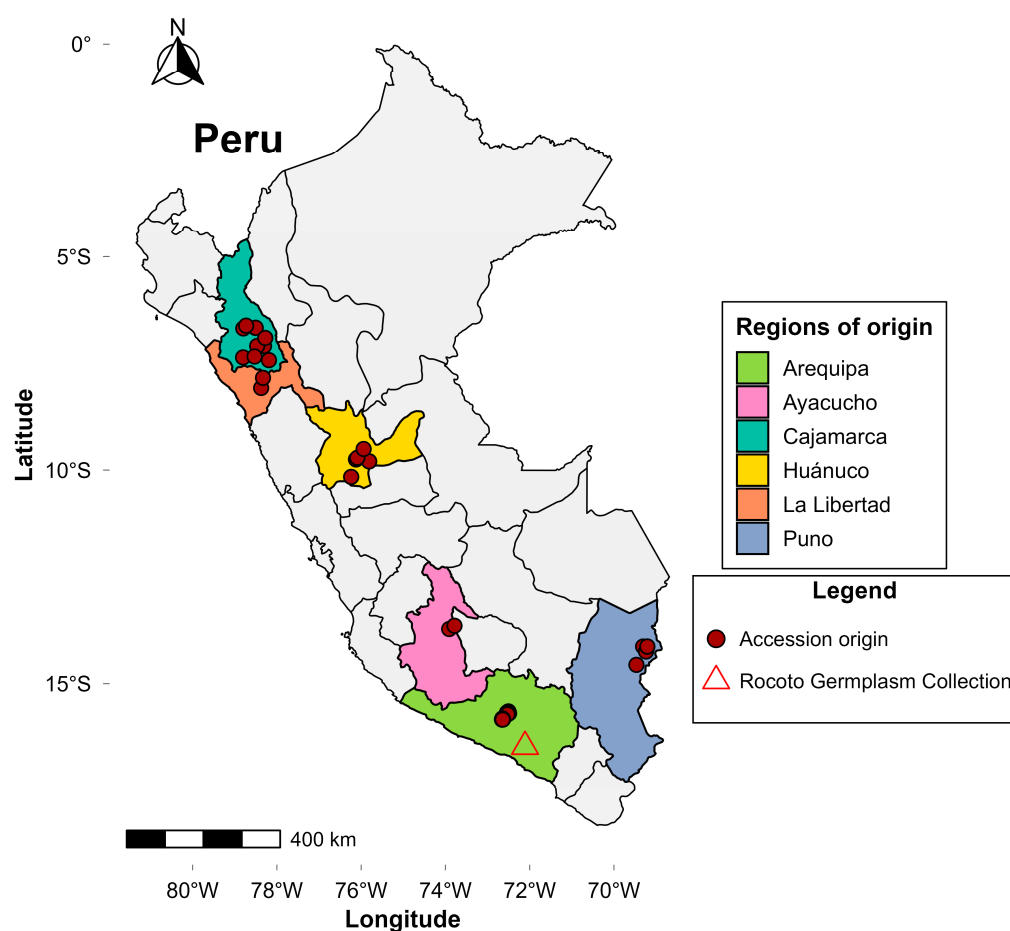 N
Peru
0°
5°S
10°S
15°S
Latitude
Regions of origin
Arequipa
Ayacucho
Cajamarca
Huánuco
La Libertad
Puno
Legend
Accession origin
Rocoto Germplasm Collection
400 km
80°W 78°W 76°W 74°W 72°W 70°W
Longitude